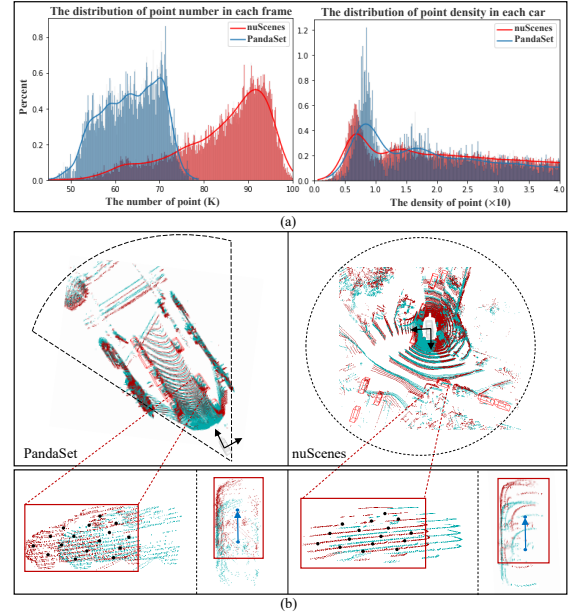 The distribution of point number in each frame
The distribution of point density in each car
nuScenes
PandaSet
nuScenes
PandaSet
Percent
0.8
0.6
0.4
0.2
0.0
50
60
70
80
90
100
The number of point (K)
1.2
1.0
0.8
0.6
0.4
0.2
0.0
0.0
0.5
1.0
1.5
2.0
2.5
3.0
3.5
4.0
The density of point (×10)
(a)
PandaSet
nuScenes
(b)